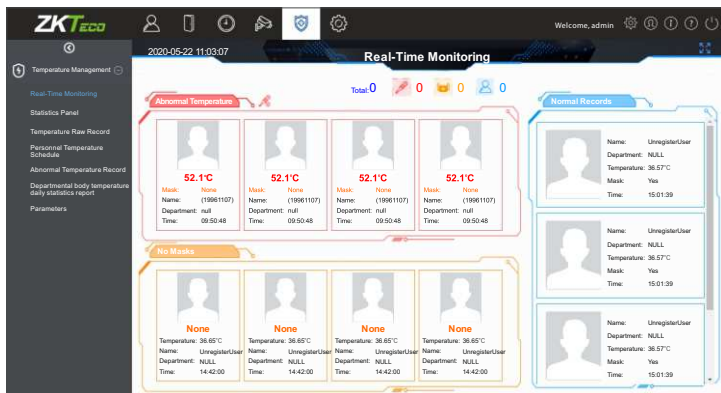 ZKTECO
Welcome, admin
Temperature Management
Real-Time Monitoring
Statistics Panel
Temperature Raw Record
Personnel Temperature
Schedule
Abnormal Temperature Record
Departmental body temperature
daily statistics report
Parameters
2020-05-22 11:03:07
Real-Time Monitoring
Total:0 0 0 0
Abnormal Temperature
52.1°C
Mask: None
Name: (19961107)
Department: null
Time: 09:50:48
52.1°C
Mask: None
Name: (19961107)
Department: null
Time: 09:50:48
52.1°C
Mask: None
Name: (19961107)
Department: null
Time: 09:50:48
52.1°C
Mask: None
Name: (19961107)
Department: null
Time: 09:50:48
No Masks
None
Temperature: 36.65°C
Name: UnregisterUser
Department: NULL
Time: 14:42:00
None
Temperature: 36.65°C
Name: UnregisterUser
Department: NULL
Time: 14:42:00
None
Temperature: 36.65°C
Name: UnregisterUser
Department: NULL
Time: 14:42:00
None
Temperature: 36.65°C
Name: UnregisterUser
Department: NULL
Time: 14:42:00
Normal Records
Name: UnregisterUser
Department: NULL
Temperature: 36.57°C
Mask: Yes
Time: 15:01:39
Name: UnregisterUser
Department: NULL
Temperature: 36.57°C
Mask: Yes
Time: 15:01:39
Name: UnregisterUser
Department: NULL
Temperature: 36.57°C
Mask: Yes
Time: 15:01:39